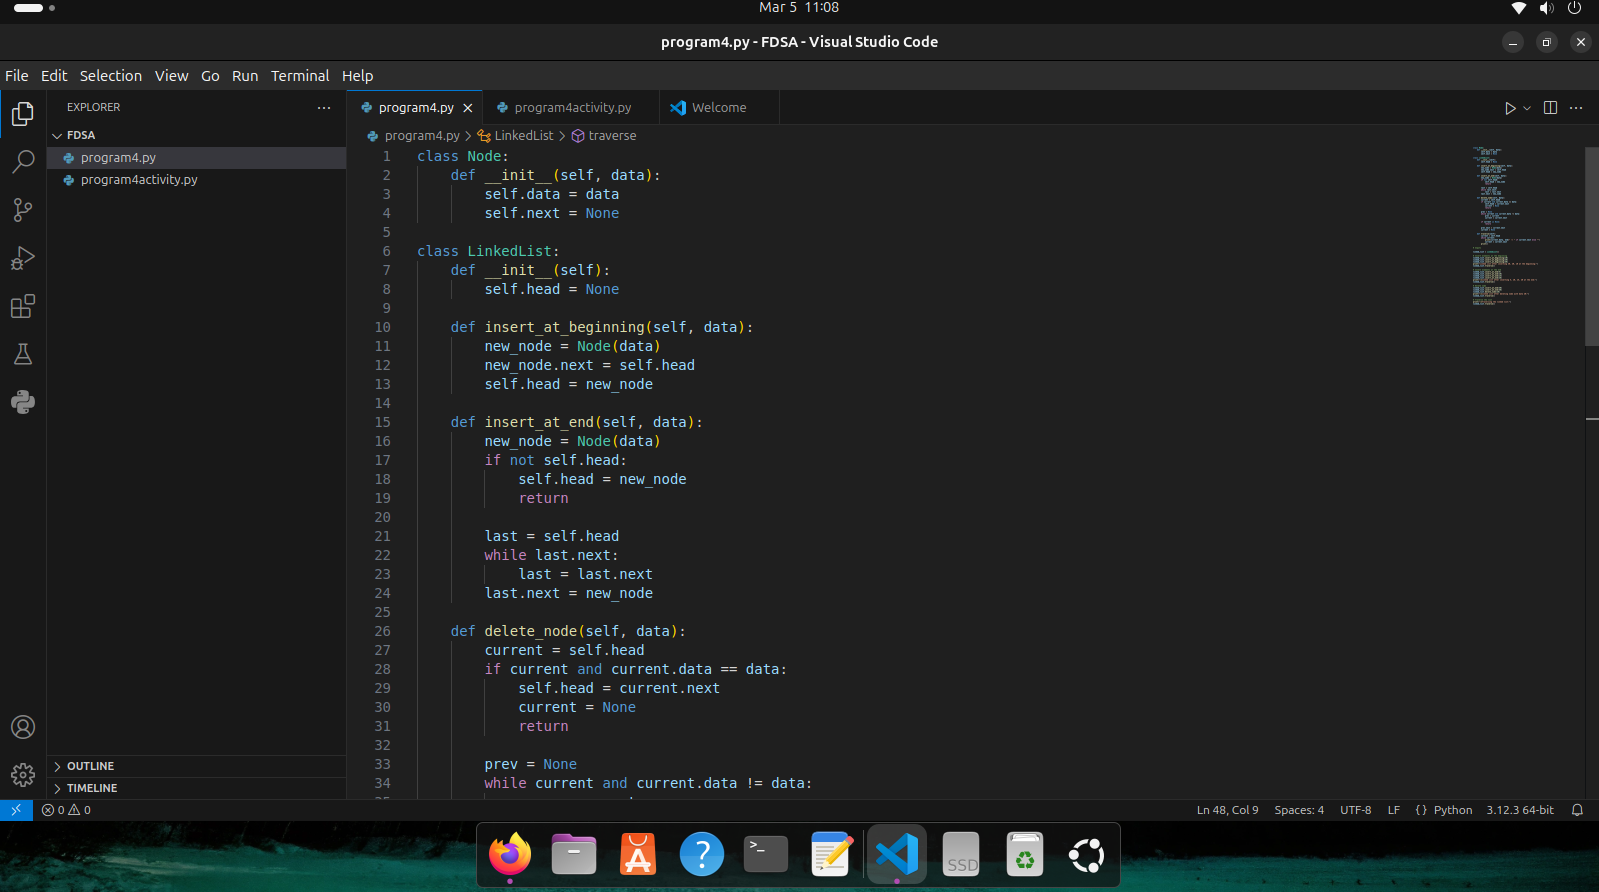 Mar 5 11:08
program4.py - FDSA - Visual Studio Code
File Edit Selection View Go Run Terminal Help
EXPLORER
FDSA
program4.py
program4activity.py
OUTLINE
TIMELINE
program4.py program4activity.py Welcome
program4.py > LinkedList > traverse
1 class Node:
2     def __init__(self, data):
3         self.data = data
4         self.next = None
5
6 class LinkedList:
7     def __init__(self):
8         self.head = None
9
10     def insert_at_beginning(self, data):
11         new_node = Node(data)
12         new_node.next = self.head
13         self.head = new_node
14
15     def insert_at_end(self, data):
16         new_node = Node(data)
17         if not self.head:
18             self.head = new_node
19             return
20
21         last = self.head
22         while last.next:
23             last = last.next
24         last.next = new_node
25
26     def delete_node(self, data):
27         current = self.head
28         if current and current.data == data:
29             self.head = current.next
30             current = None
31             return
32
33         prev = None
34         while current and current.data != data:
0 0 Ln 48, Col 9 Spaces: 4 UTF-8 LF {} Python 3.12.3 64-bit
SSD